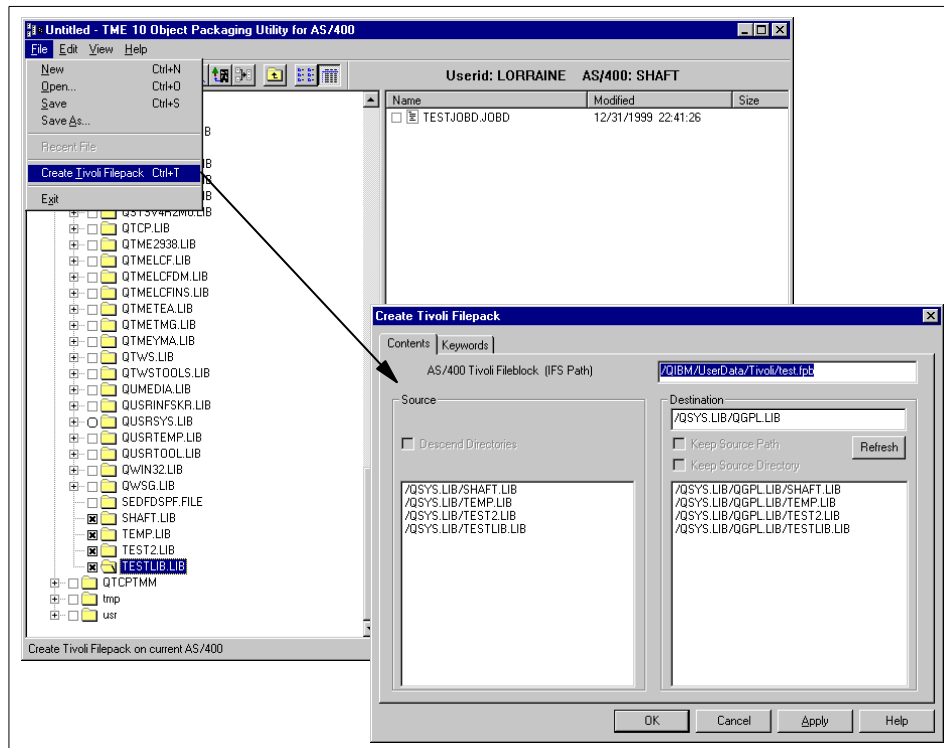 Untitled - TME 10 Object Packaging Utility for AS/400
File Edit View Help
New Ctrl+N
Open... Ctrl+O
Save Ctrl+S
Save As...
Recent File
Create Tivoli Filepack Ctrl+T
Exit
Userid: LORRAINE AS/400: SHAFT
Name Modified Size
TESTJOBD.JOBD 12/31/1999 22:41:26
B
IB
IB
IB
QSYSV4R2M0.LIB
QTCP.LIB
QTME2938.LIB
QTMELCF.LIB
QTMELCFDM.LIB
QTMELCFINS.LIB
QTMETEA.LIB
QTMETMG.LIB
QTMEYMA.LIB
QTWS.LIB
QTWSTOOLS.LIB
QUMEDIA.LIB
QUSRINFSKR.LIB
QUSRSYS.LIB
QUSRTEMP.LIB
QUSRTOOL.LIB
QWIN32.LIB
QWSG.LIB
SEDFDSPF.FILE
SHAFT.LIB
TEMP.LIB
TEST2.LIB
TESTLIB.LIB
QTCPTMM
tmp
usr
Create Tivoli Filepack on current AS/400
Create Tivoli Filepack
Contents Keywords
AS/400 Tivoli Fileblock (IFS Path) /QIBM/UserData/Tivoli/test.fpb
Source
Descend Directories
/QSYS.LIB/SHAFT.LIB
/QSYS.LIB/TEMP.LIB
/QSYS.LIB/TEST2.LIB
/QSYS.LIB/TESTLIB.LIB
Destination
/QSYS.LIB/QGPL.LIB
Keep Source Path
Refresh
Keep Source Directory
/QSYS.LIB/QGPL.LIB/SHAFT.LIB
/QSYS.LIB/QGPL.LIB/TEMP.LIB
/QSYS.LIB/QGPL.LIB/TEST2.LIB
/QSYS.LIB/QGPL.LIB/TESTLIB.LIB
OK Cancel Apply Help